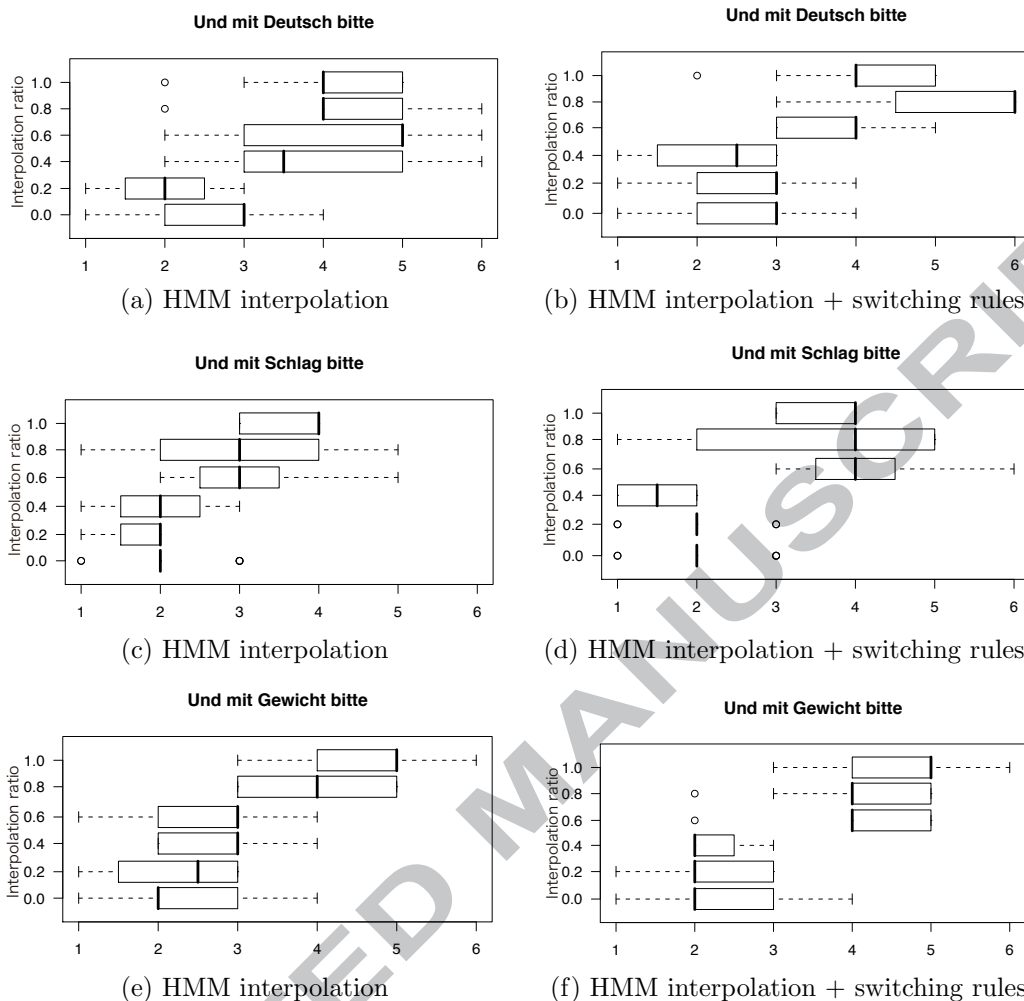 Und mit Deutsch bitte
Interpolation ratio
1.0
0.8
0.6
0.4
0.2
0.0
1 2 3 4 5 6
(a) HMM interpolation
Und mit Deutsch bitte
Interpolation ratio
1.0
0.8
0.6
0.4
0.2
0.0
1 2 3 4 5 6
(b) HMM interpolation + switching rules
Und mit Schlag bitte
Interpolation ratio
1.0
0.8
0.6
0.4
0.2
0.0
1 2 3 4 5 6
(c) HMM interpolation
Und mit Schlag bitte
Interpolation ratio
1.0
0.8
0.6
0.4
0.2
0.0
1 2 3 4 5 6
(d) HMM interpolation + switching rules
Und mit Gewicht bitte
Interpolation ratio
1.0
0.8
0.6
0.4
0.2
0.0
1 2 3 4 5 6
(e) HMM interpolation
Und mit Gewicht bitte
Interpolation ratio
1.0
0.8
0.6
0.4
0.2
0.0
1 2 3 4 5 6
(f) HMM interpolation + switching rules
ED MANUSCRI